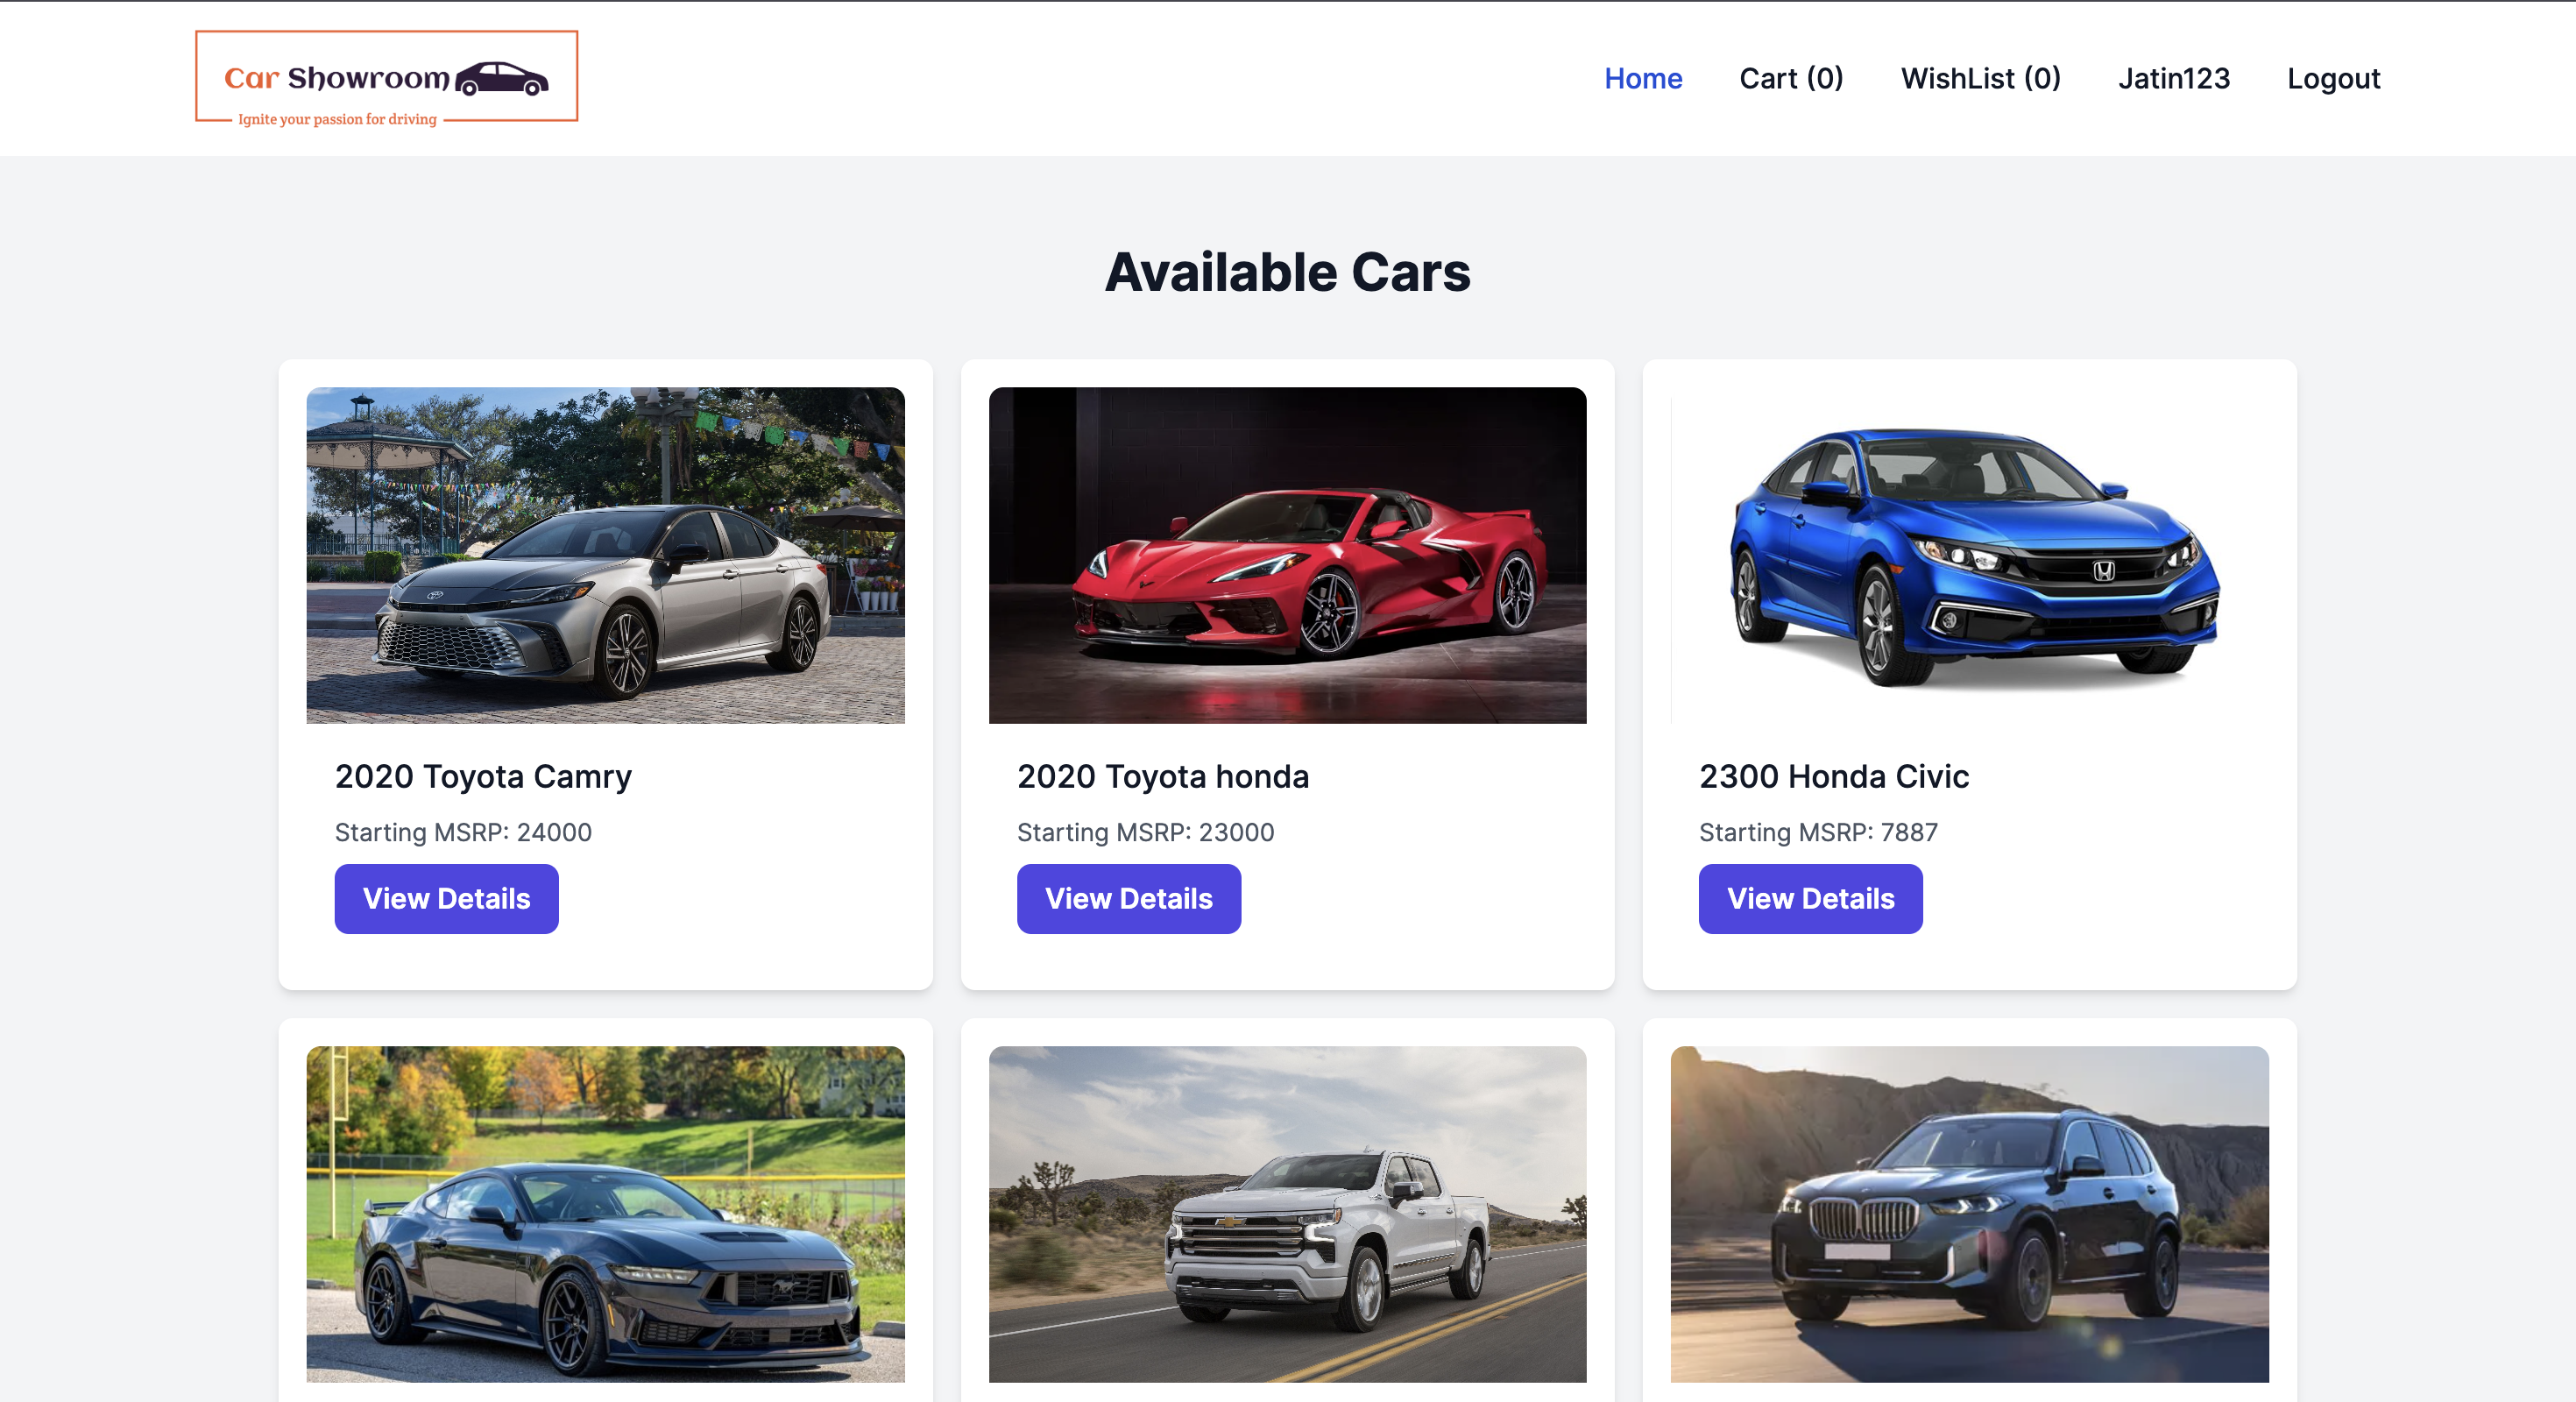 Car Showroom
Ignite your passion for driving
Home Cart (0) WishList (0) Jatin123 Logout
Available Cars
2020 Toyota Camry
Starting MSRP: 24000
View Details
2020 Toyota honda
Starting MSRP: 23000
View Details
2300 Honda Civic
Starting MSRP: 7887
View Details